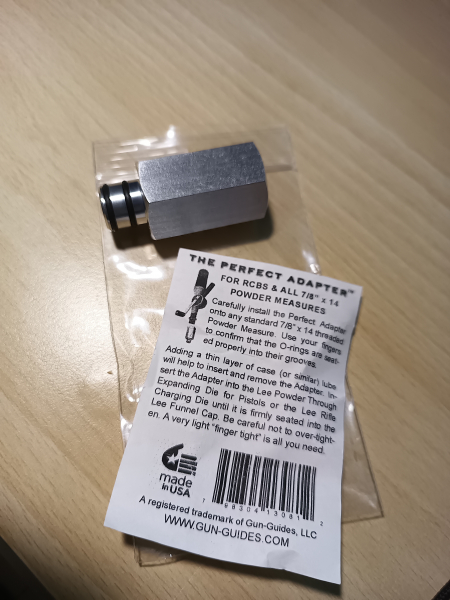 THE PERFECT ADAPTER™
FOR RCBS & ALL 7/8" x 14
POWDER MEASURES
Carefully install the Perfect Adapter
onto any standard 7/8" x 14 threaded
Powder Measure. Use your fingers
to confirm that the O-rings are seat-
ed properly into their grooves.
Adding a thin layer of case (or similar) lube
will help to insert and remove the Adapter. In-
sert the Adapter into the Lee Powder Through
Expanding Die for Pistols or the Lee Rifle
Charging Die until it is firmly seated into the
Lee Funnel Cap. Be careful not to over-tight-
en. A very light "finger tight" is all you need.
made
in USA
7 98304 13081 2
A registered trademark of Gun-Guides, LLC
WWW.GUN-GUIDES.COM